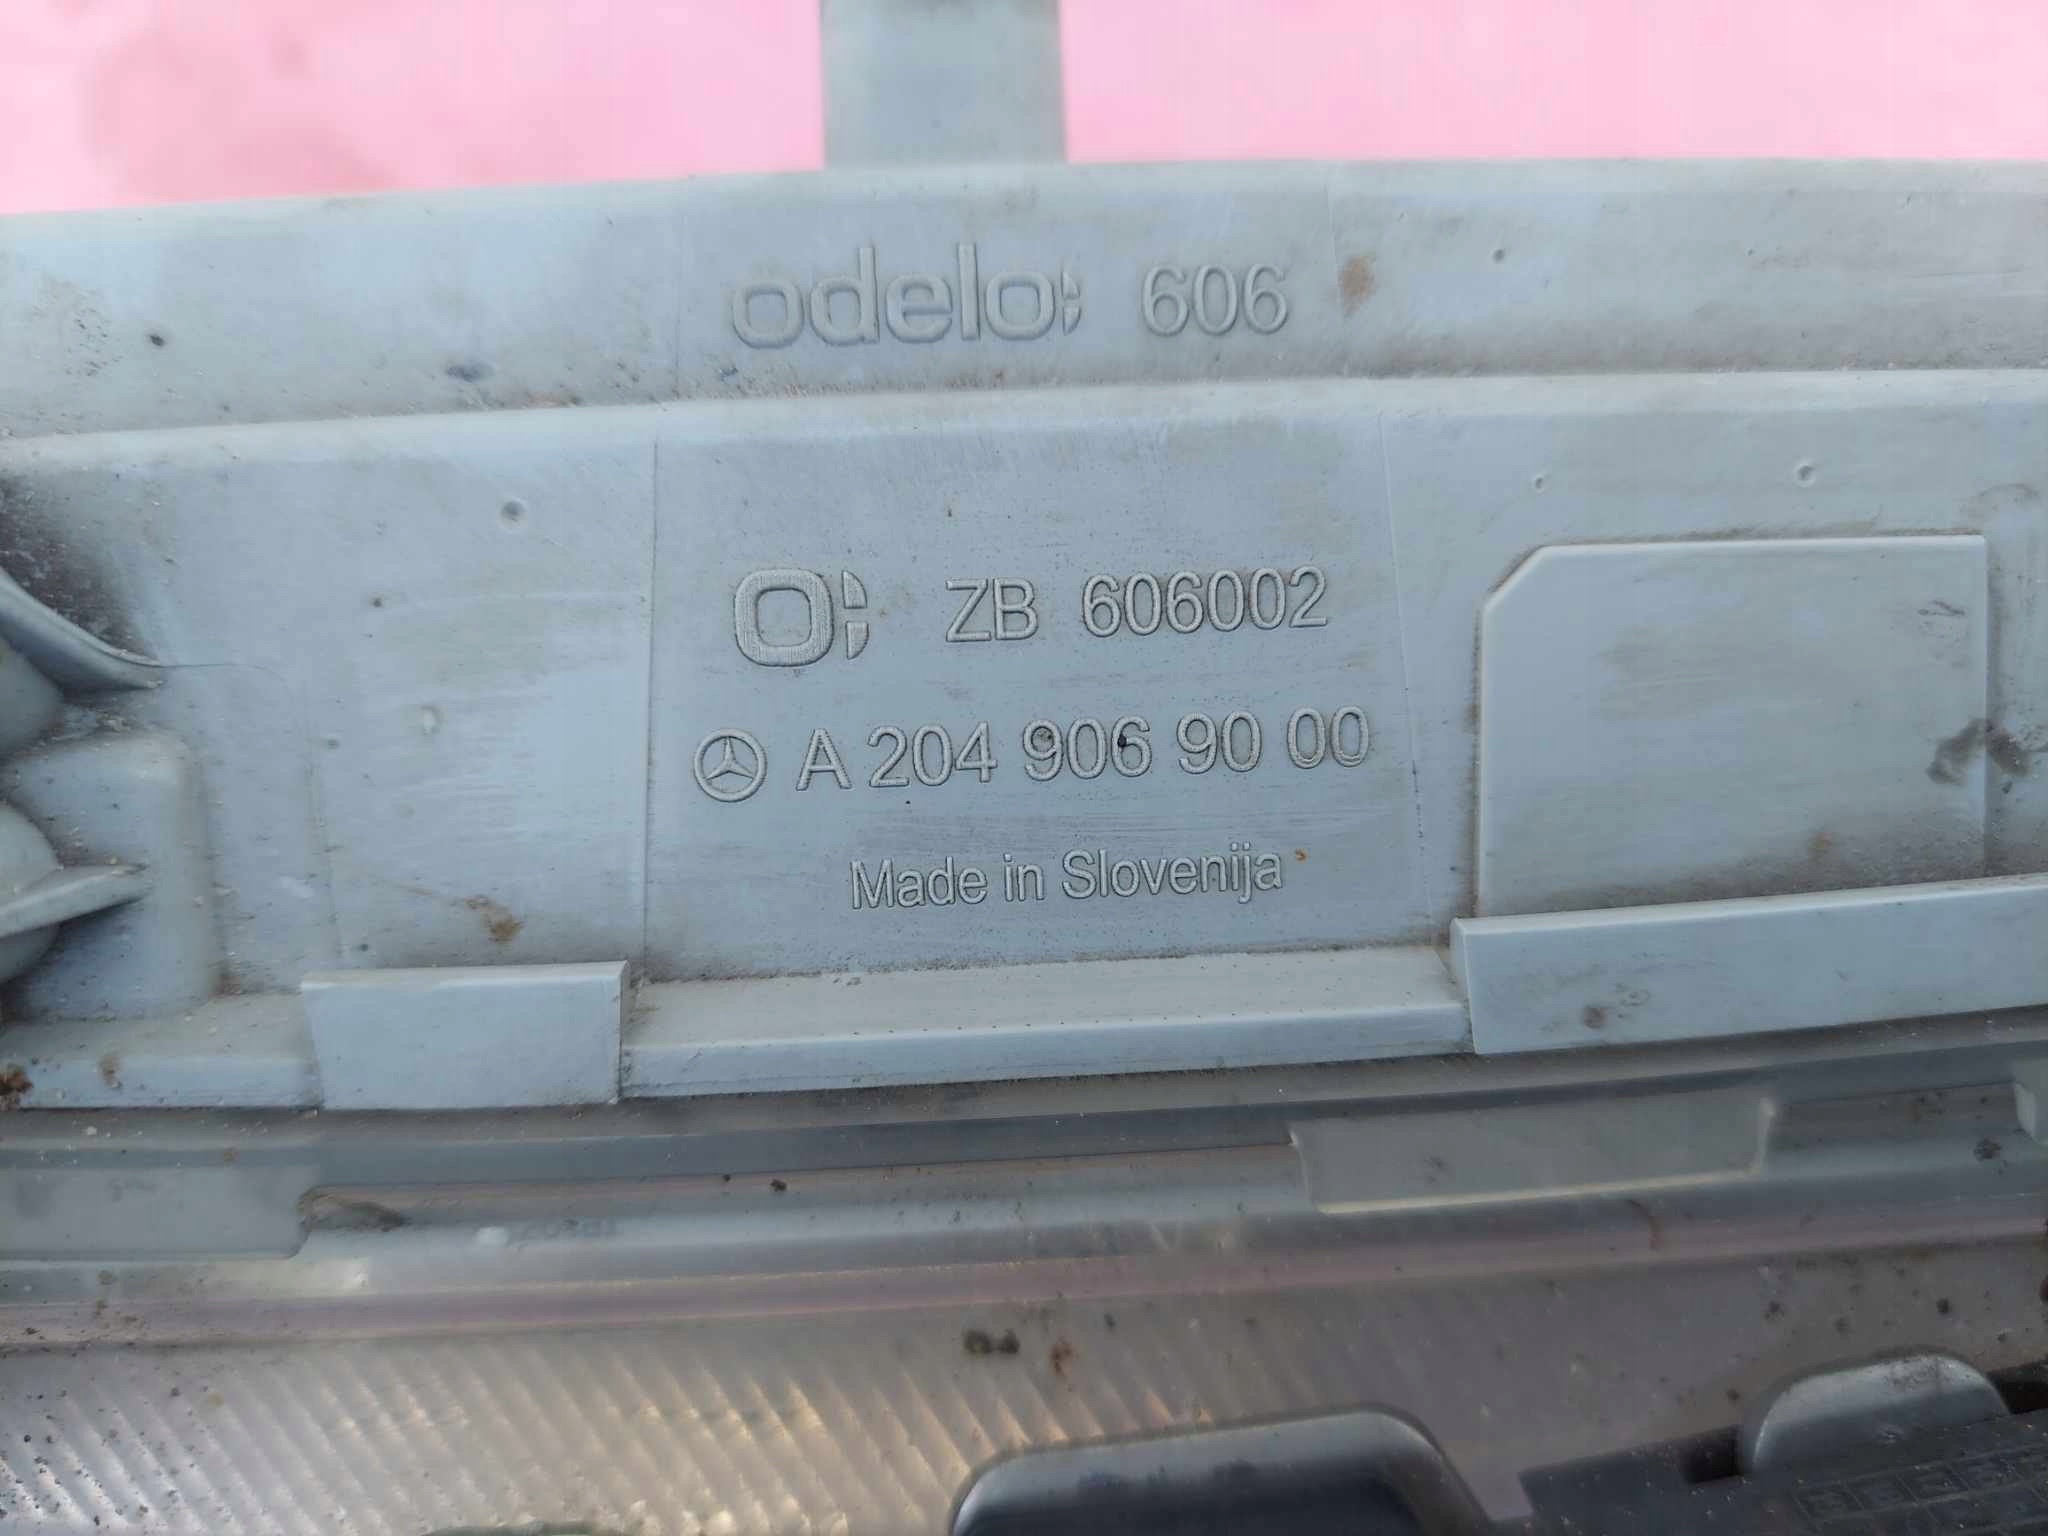 odelo: 606
O: ZB 606002
A 204 906 90 00
Made in Slovenija